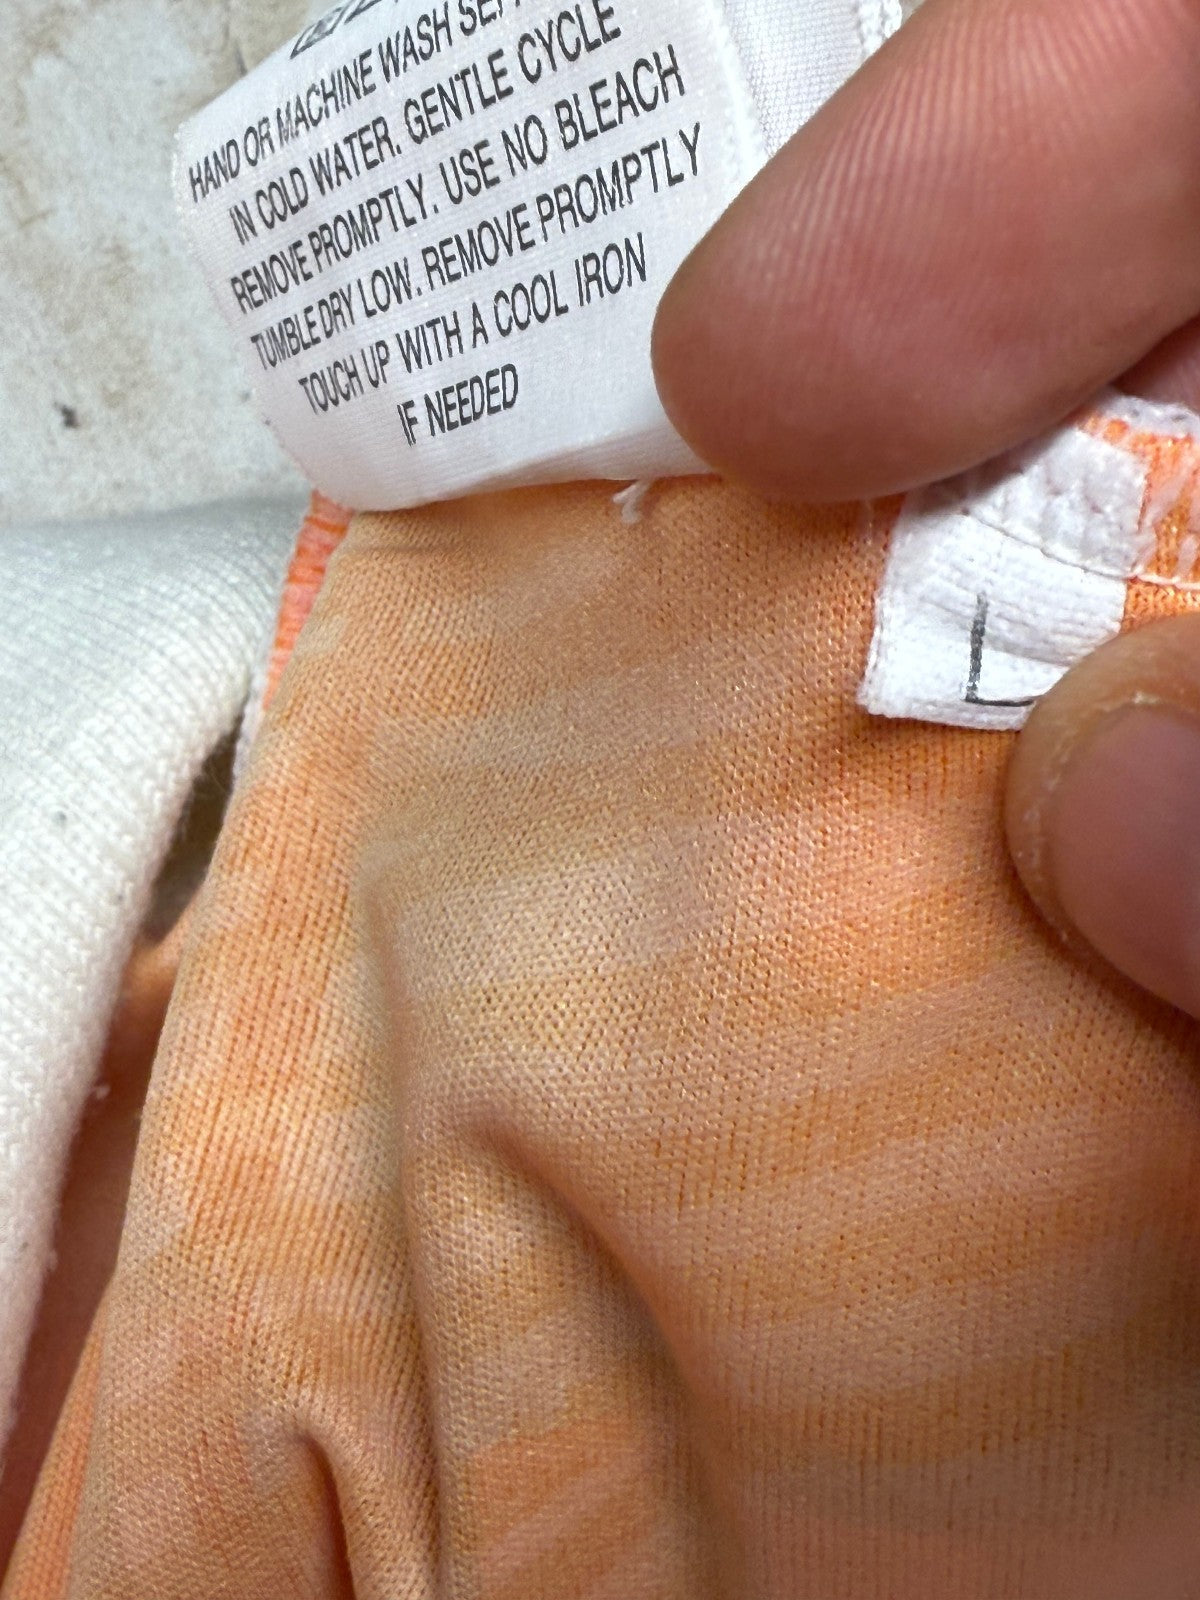 HAND OR MACHINE WASH
IN COLD WATER. GENTLE CYCLE
REMOVE PROMPTLY. USE NO BLEACH
TUMBLE DRY LOW. REMOVE PROMPTLY
TOUCH UP WITH A COOL IRON
IF NEEDED
L